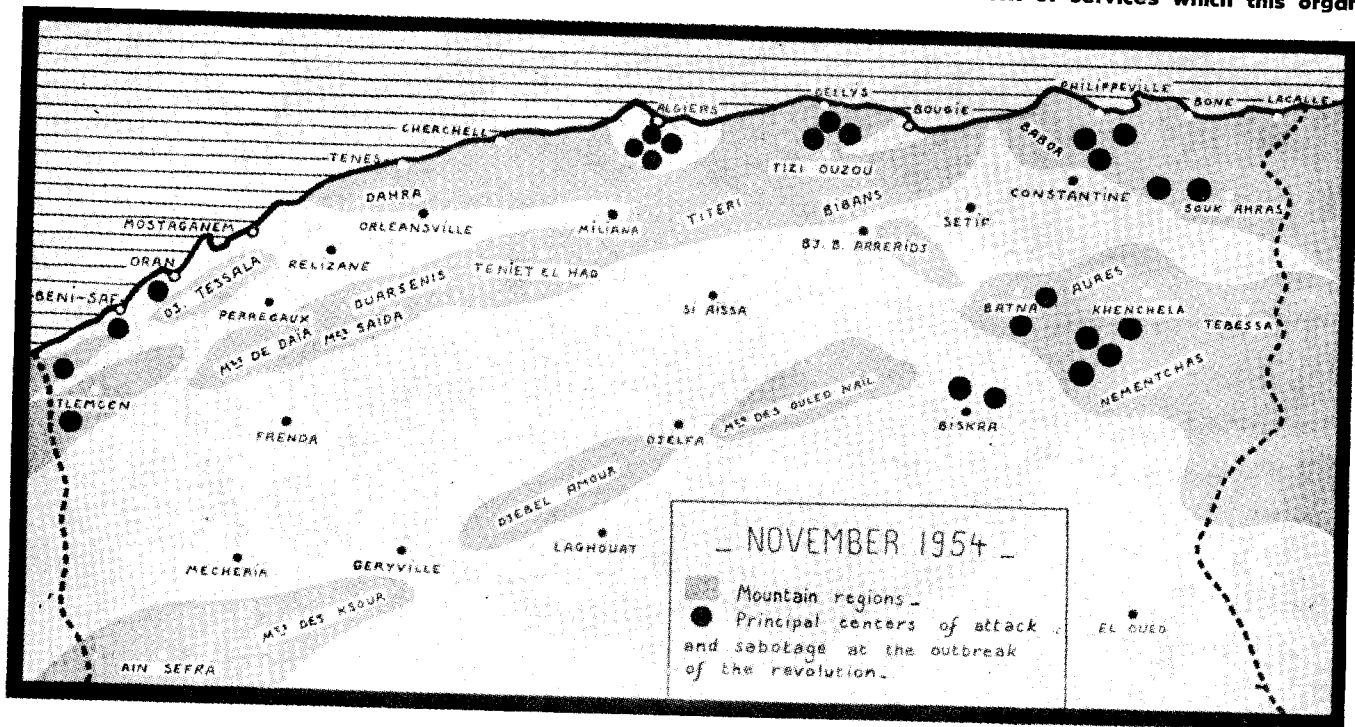 of services which this organ
ALGIERS
DELLYS
BOUGIE
PHILIPPEVILLE
BONE
LACALLE
CHERCHELL
TENES
BABOR
TIZI OUZOU
CONSTANTINE
DAHRA
ORLEANSVILLE
MILIANA
TITERI
BIBANS
SETIF
SOUK AHRAS
MOSTAGANEM
ORAN
RELIZANE
BJ. B. ARRERIDJ
BENI-SAF
DJ. TESSALA
PERREGAUX
OUARSENIS
TENIET EL HAD
SI AISSA
AURES
BATNA
KHENCHELA
TEBESSA
Mts DE DAIA
Mts SAIDA
NEMENTCHAS
TLEMCEN
FRENDA
DJELFA
Mts DES OULED NAIL
BISKRA
DJEBEL AMOUR
LAGHOUAT
MECHERIA
GERYVILLE
Mts DES KSOUR
AIN SEFRA
EL OUED
_ NOVEMBER 1954 _
Mountain regions _
Principal centers of attack
and sabotage at the outbreak
of the revolution _